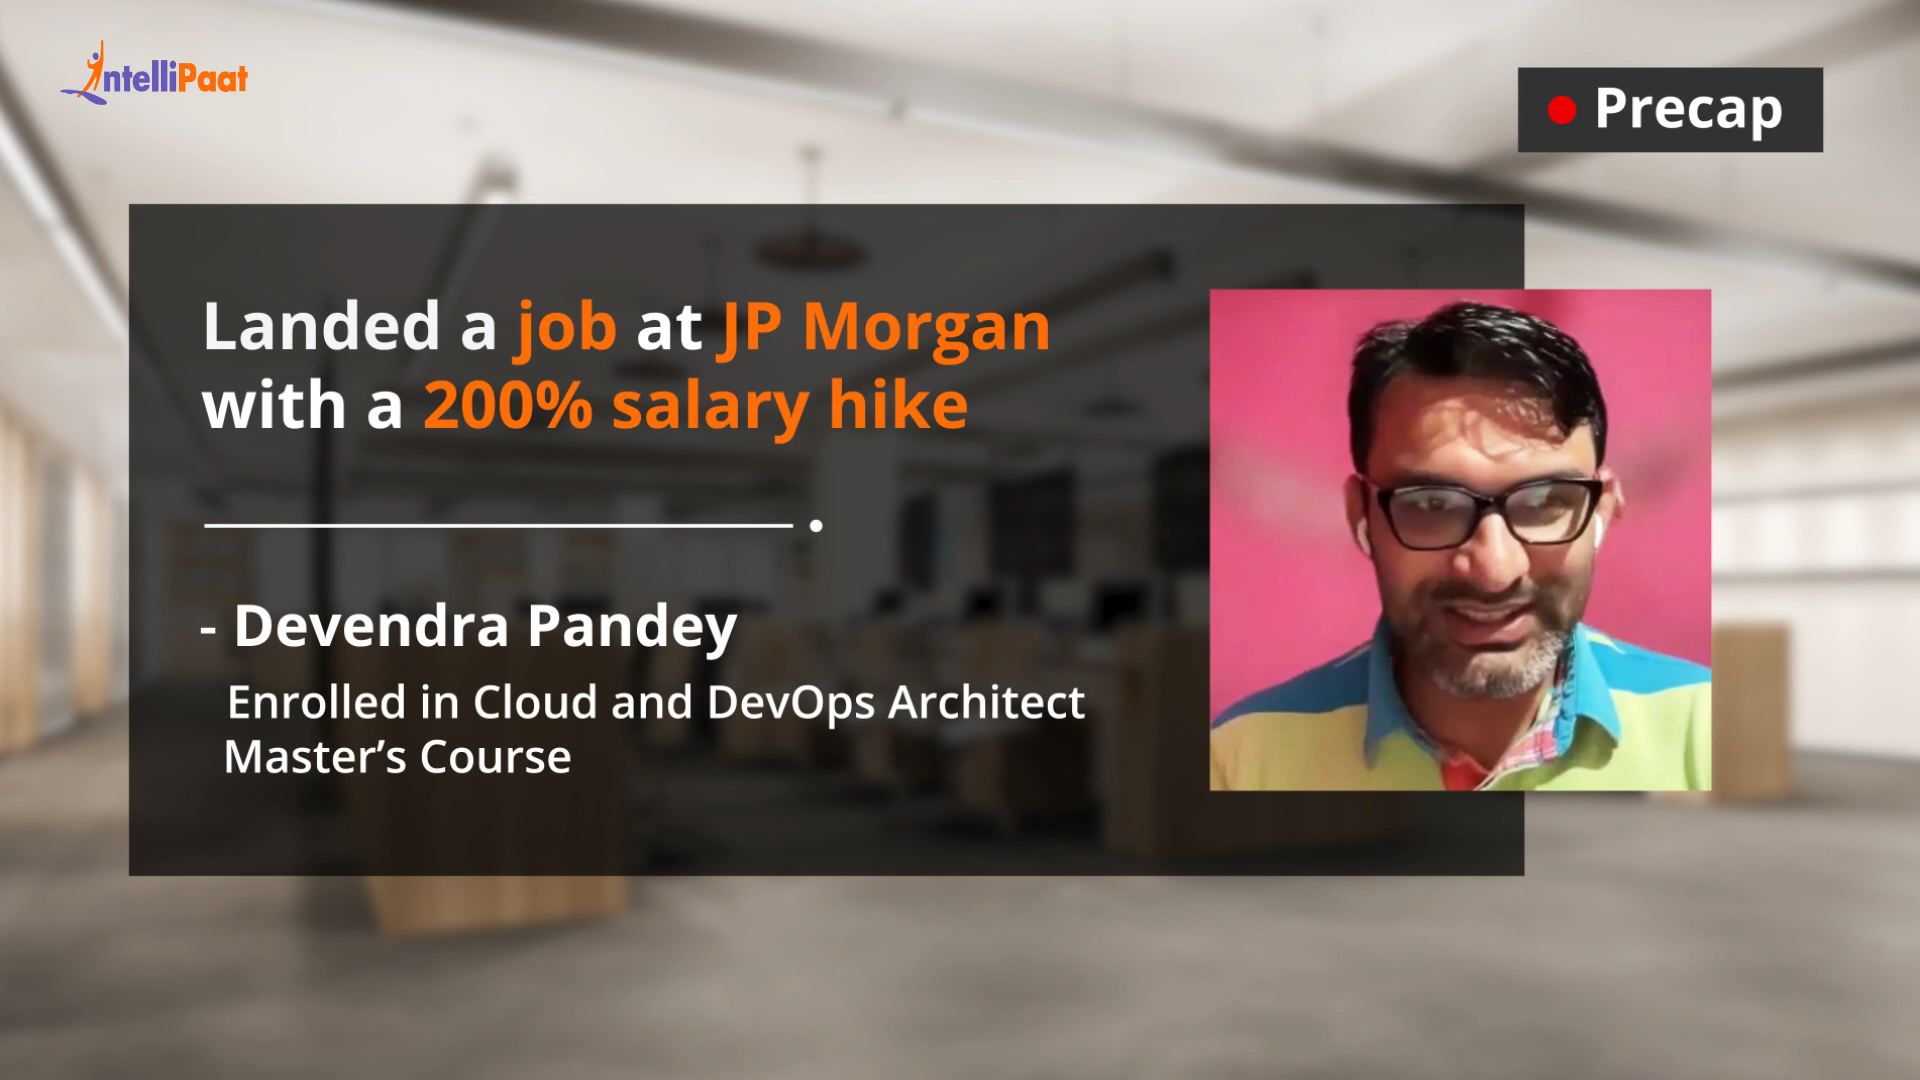 IntelliPaat
Precap
Landed a job at JP Morgan
with a 200% salary hike
- Devendra Pandey
Enrolled in Cloud and DevOps Architect
Master’s Course